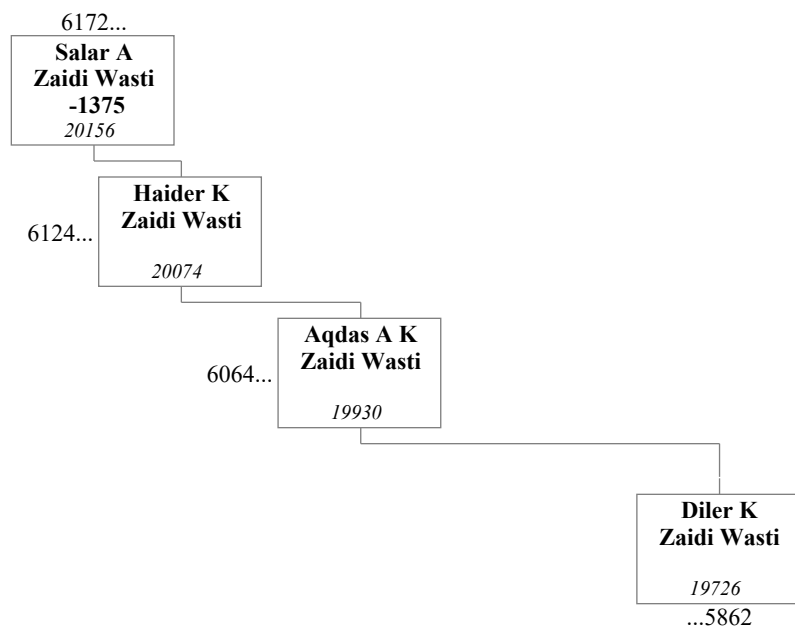 6172...
Salar A
Zaidi Wasti
-1375
20156
Haider K
Zaidi Wasti
6124...
20074
Aqdas A K
Zaidi Wasti
6064...
19930
Diler K
Zaidi Wasti
19726
...5862